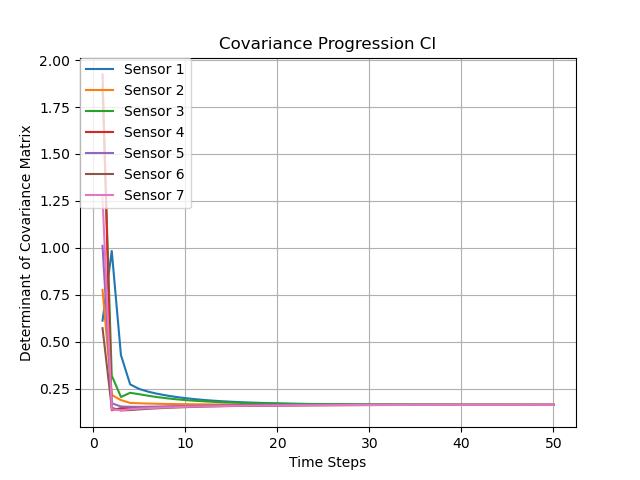 Covariance Progression CI
Determinant of Covariance Matrix
2.00
1.75
1.50
1.25
1.00
0.75
0.50
0.25
Sensor 1
Sensor 2
Sensor 3
Sensor 4
Sensor 5
Sensor 6
Sensor 7
0
10
20
30
40
50
Time Steps